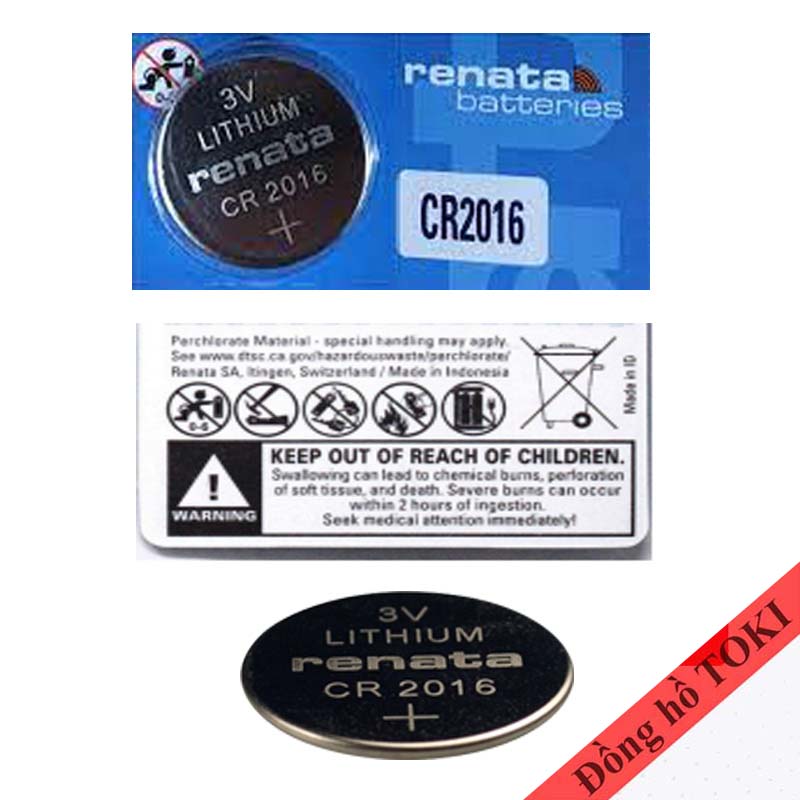 3V
LITHIUM
renata
CR 2016
+
0-6
renata
batteries
CR2016
Perchlorate Material - special handling may apply.
See www.dtsc.ca.gov/hazardouswaste/perchlorate/
Renata SA, Itingen, Switzerland / Made in Indonesia
0-6
Made in ID
!
WARNING
KEEP OUT OF REACH OF CHILDREN.
Swallowing can lead to chemical burns, perforation
of soft tissue, and death. Severe burns can occur
within 2 hours of ingestion.
Seek medical attention immediately!
3V
LITHIUM
renata
CR 2016
+
Đồng hồ TOKI